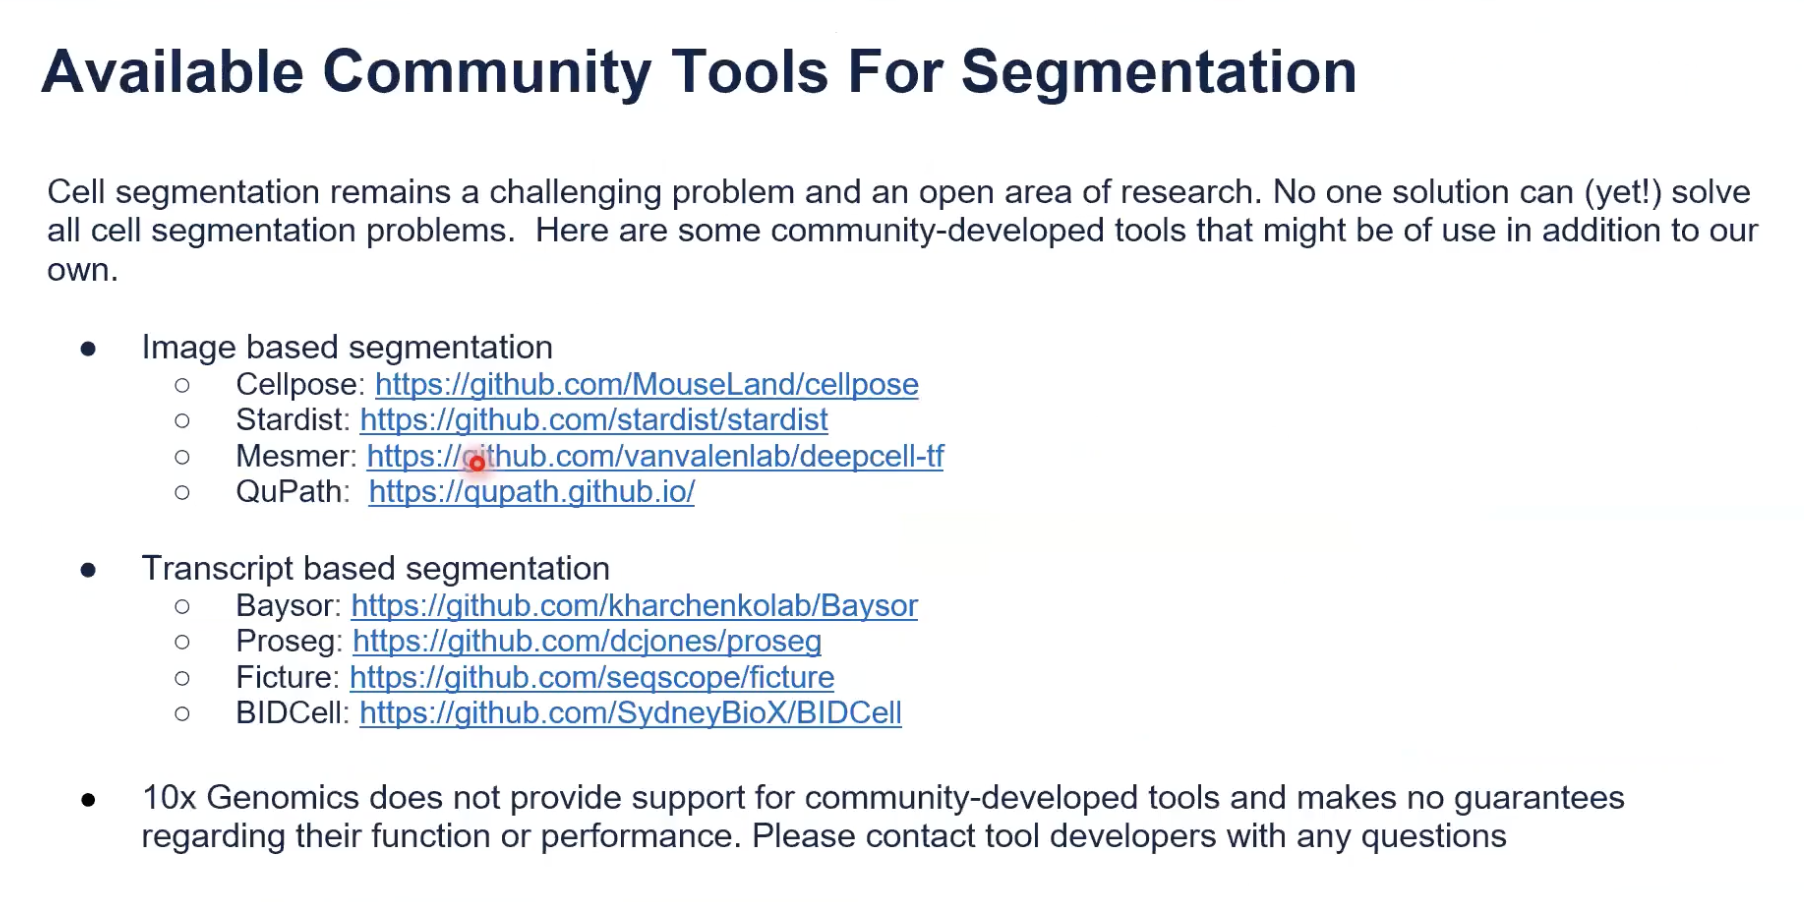 Available Community Tools For Segmentation
Cell segmentation remains a challenging problem and an open area of research. No one solution can (yet!) solve
all cell segmentation problems.  Here are some community-developed tools that might be of use in addition to our
own.
● Image based segmentation
○ Cellpose: https://github.com/MouseLand/cellpose
○ Stardist: https://github.com/stardist/stardist
○ Mesmer: https://github.com/vanvalenlab/deepcell-tf
○ QuPath:  https://qupath.github.io/
● Transcript based segmentation
○ Baysor: https://github.com/kharchenkolab/Baysor
○ Proseg: https://github.com/dcjones/proseg
○ Ficture: https://github.com/seqscope/ficture
○ BIDCell: https://github.com/SydneyBioX/BIDCell
● 10x Genomics does not provide support for community-developed tools and makes no guarantees
regarding their function or performance. Please contact tool developers with any questions